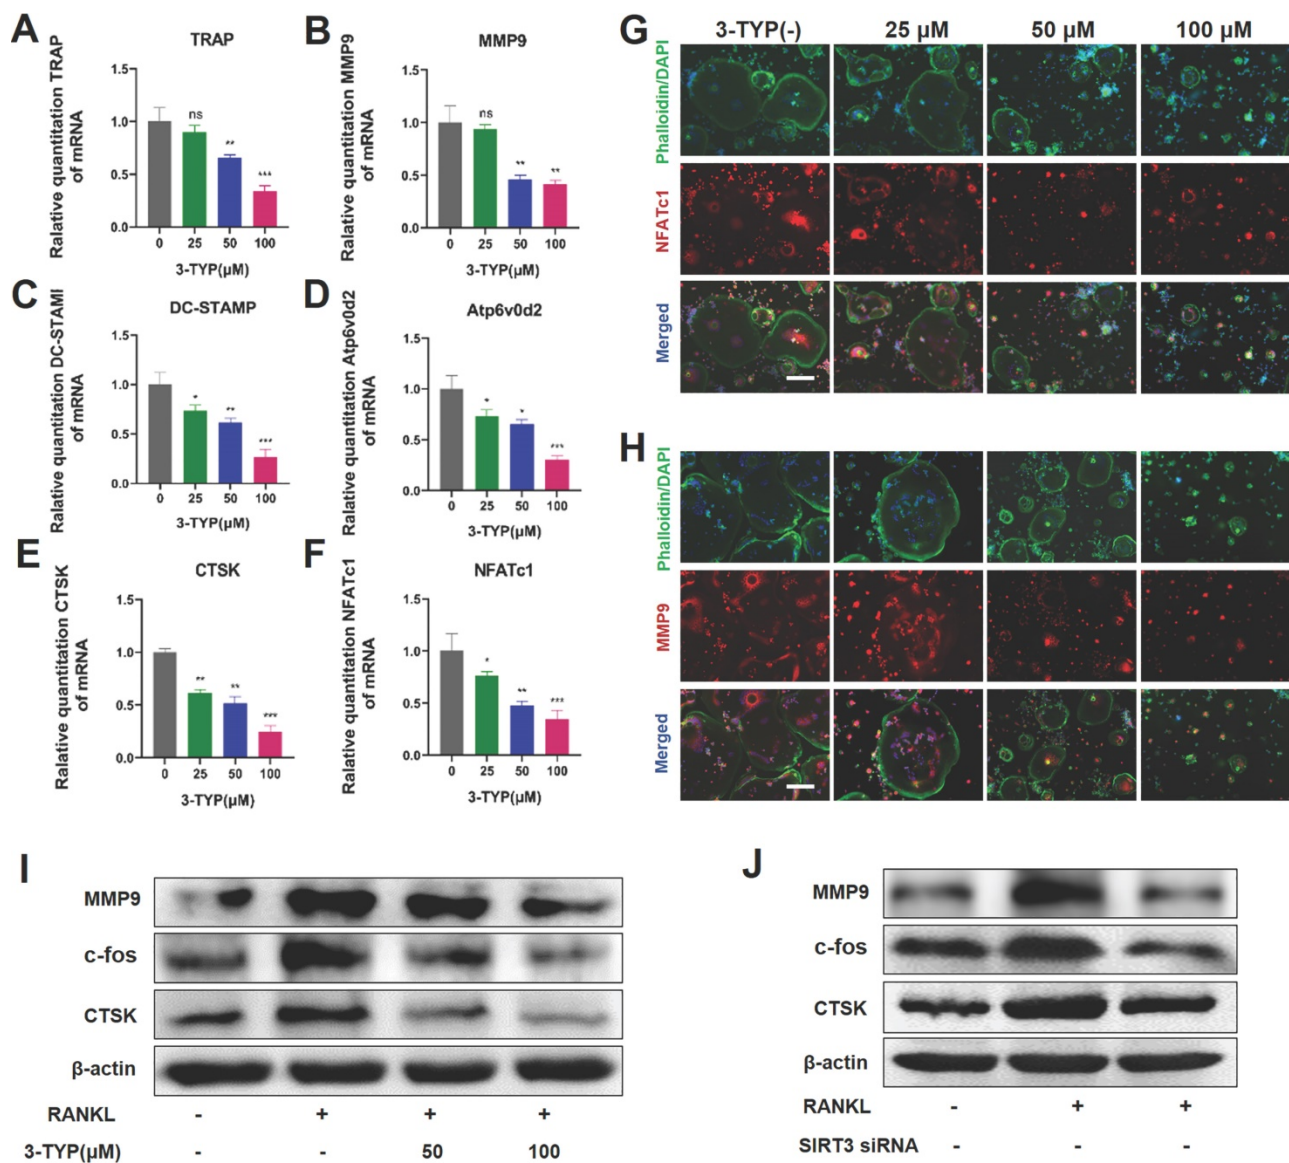 A
TRAP
Ralative quantitation TRAP
of mRNA
1.5
1.0
0.5
0.0
ns
**
***
0 25 50 100
3-TYP(μM)
B
MMP9
Ralative quantitation MMP9
of mRNA
1.5
1.0
0.5
0.0
ns
**
**
0 25 50 100
3-TYP(μM)
C
DC-STAMP
Ralative quantitation DC-STAMI
of mRNA
1.5
1.0
0.5
0.0
*
**
***
0 25 50 100
3-TYP(μM)
D
Atp6v0d2
Ralative quantitation Atp6v0d2
of mRNA
1.5
1.0
0.5
0.0
*
*
***
0 25 50 100
3-TYP(μM)
E
CTSK
Ralative quantitation CTSK
of mRNA
1.5
1.0
0.5
0.0
**
**
***
0 25 50 100
3-TYP(μM)
F
NFATc1
Ralative quantitation NFATc1
of mRNA
1.5
1.0
0.5
0.0
*
**
***
0 25 50 100
3-TYP(μM)
G
3-TYP(-) 25 μM 50 μM 100 μM
Phalloidin/DAPI
NFATc1
Merged
H
Phalloidin/DAPI
MMP9
Merged
I
MMP9
c-fos
CTSK
β-actin
RANKL - + + +
3-TYP(μM) - - 50 100
J
MMP9
c-fos
CTSK
β-actin
RANKL - + +
SIRT3 siRNA - - -